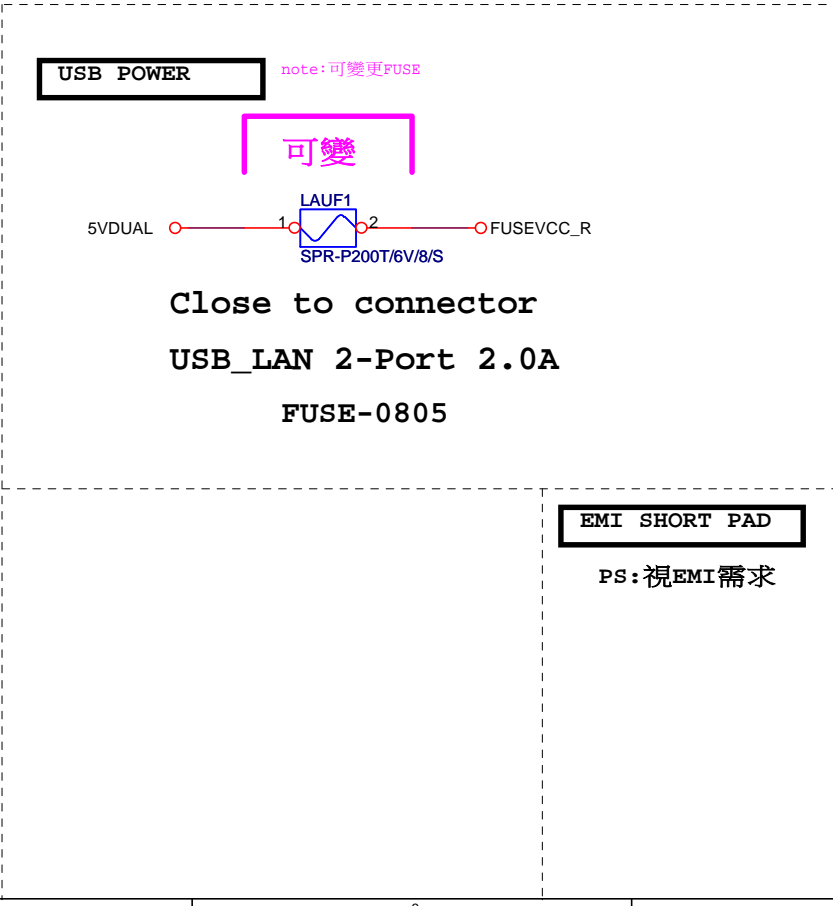 USB POWER
note:可變更FUSE
可變
LAUF1
5VDUAL 1 2 FUSEVCC_R
SPR-P200T/6V/8/S
Close to connector
USB_LAN 2-Port 2.0A
FUSE-0805
EMI SHORT PAD
PS:視EMI需求